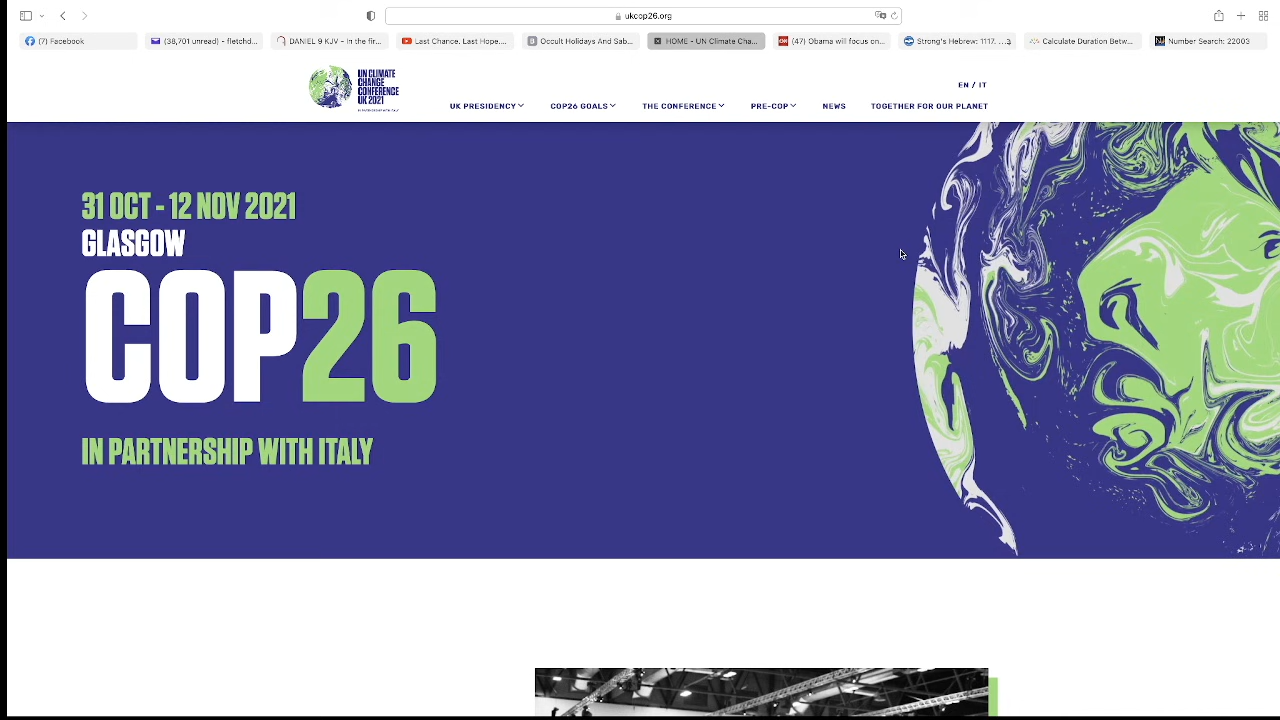 ukcop26.org
(7) Facebook
(38,701 unread) - fletchd...
DANIEL 9 KJV - In the fir...
Last Chance. Last Hope....
Occult Holidays And Sab...
HOME - UN Climate Cha...
(47) Obama will focus on...
Strong's Hebrew: 1117. ...
Calculate Duration Betw...
Number Search: 22003
UN CLIMATE
CHANGE
CONFERENCE
UK 2021
EN / IT
UK PRESIDENCY
COP26 GOALS
THE CONFERENCE
PRE-COP
NEWS
TOGETHER FOR OUR PLANET
31 OCT - 12 NOV 2021
GLASGOW
COP26
IN PARTNERSHIP WITH ITALY